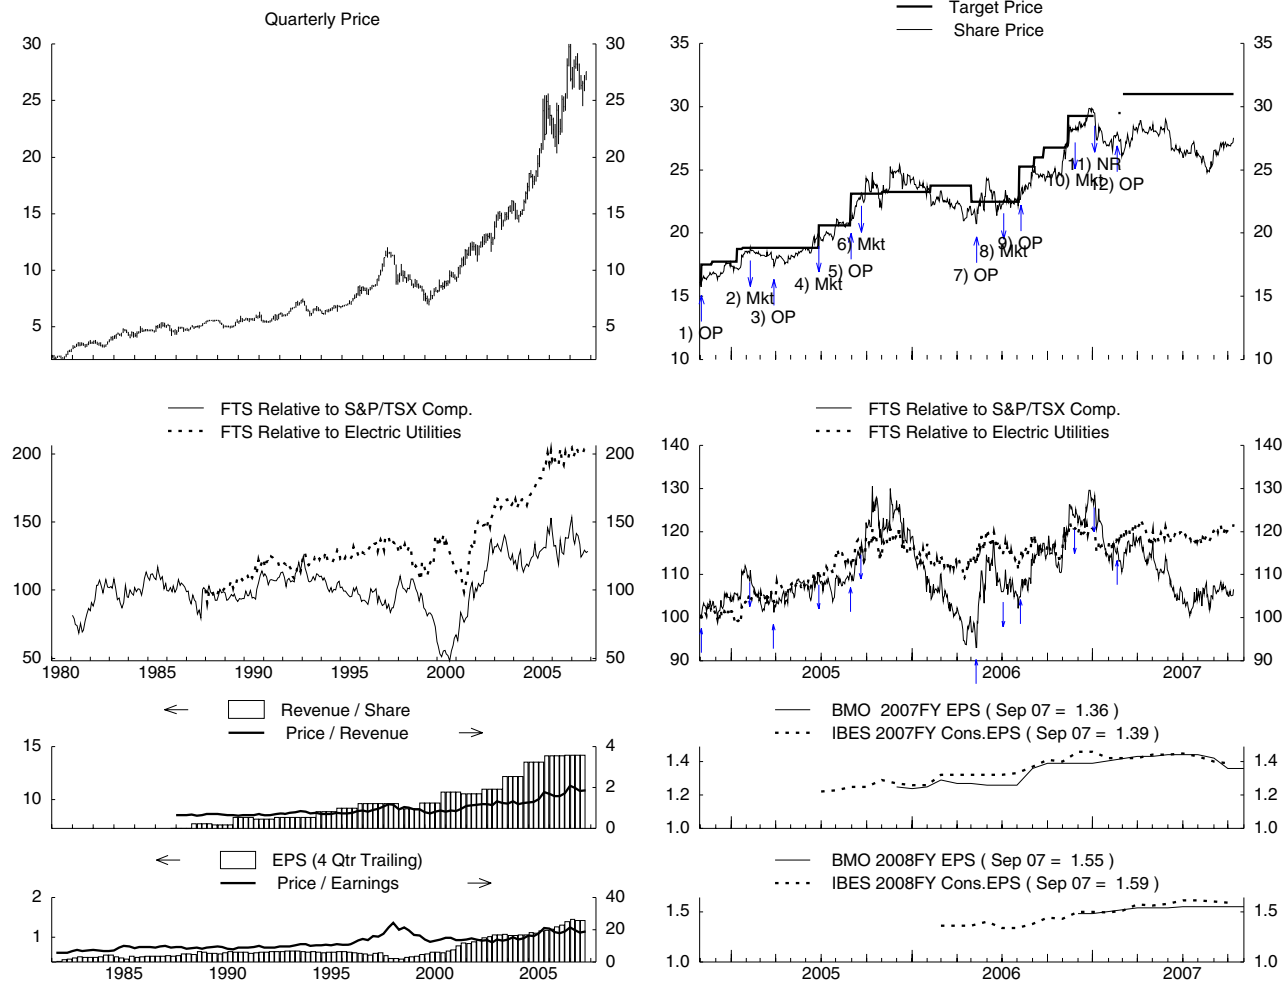 Quarterly Price
30 30
25 25
20 20
15 15
10 10
5 5
Target Price
Share Price
35 35
30 30
25 25
20 20
15 15
10 10
1) OP
2) Mkt
3) OP
4) Mkt
5) OP
6) Mkt
7) OP
8) Mkt
9) OP
10) Mkt
11) NR
12) OP
FTS Relative to S&P/TSX Comp.
FTS Relative to Electric Utilities
200 200
150 150
100 100
50 50
1980 1985 1990 1995 2000 2005
FTS Relative to S&P/TSX Comp.
FTS Relative to Electric Utilities
140 140
130 130
120 120
110 110
100 100
90 90
2005 2006 2007
Revenue / Share
Price / Revenue
15 4
10 2
0
BMO 2007FY EPS ( Sep 07 = 1.36 )
IBES 2007FY Cons.EPS ( Sep 07 = 1.39 )
1.4 1.4
1.2 1.2
1.0 1.0
EPS (4 Qtr Trailing)
Price / Earnings
2 40
1 20
0
1985 1990 1995 2000 2005
BMO 2008FY EPS ( Sep 07 = 1.55 )
IBES 2008FY Cons.EPS ( Sep 07 = 1.59 )
1.5 1.5
1.0 1.0
2005 2006 2007